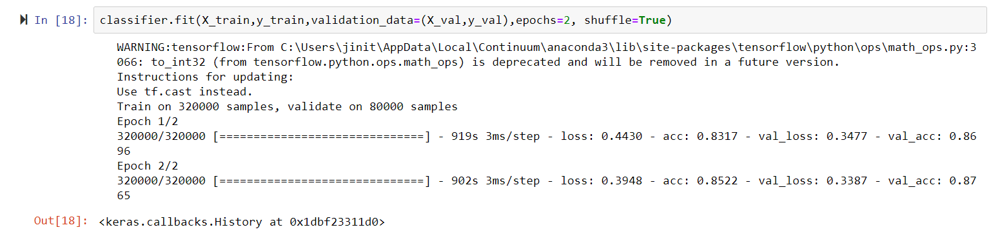 In [18]: classifier.fit(X_train,y_train,validation_data=(X_val,y_val),epochs=2, shuffle=True)
WARNING:tensorflow:From C:\Users\jinit\AppData\Local\Continuum\anaconda3\lib\site-packages\tensorflow\python\ops\math_ops.py:3
066: to_int32 (from tensorflow.python.ops.math_ops) is deprecated and will be removed in a future version.
Instructions for updating:
Use tf.cast instead.
Train on 320000 samples, validate on 80000 samples
Epoch 1/2
320000/320000 [==============================] - 919s 3ms/step - loss: 0.4430 - acc: 0.8317 - val_loss: 0.3477 - val_acc: 0.86
96
Epoch 2/2
320000/320000 [==============================] - 902s 3ms/step - loss: 0.3948 - acc: 0.8522 - val_loss: 0.3387 - val_acc: 0.87
65
Out[18]: <keras.callbacks.History at 0x1dbf23311d0>